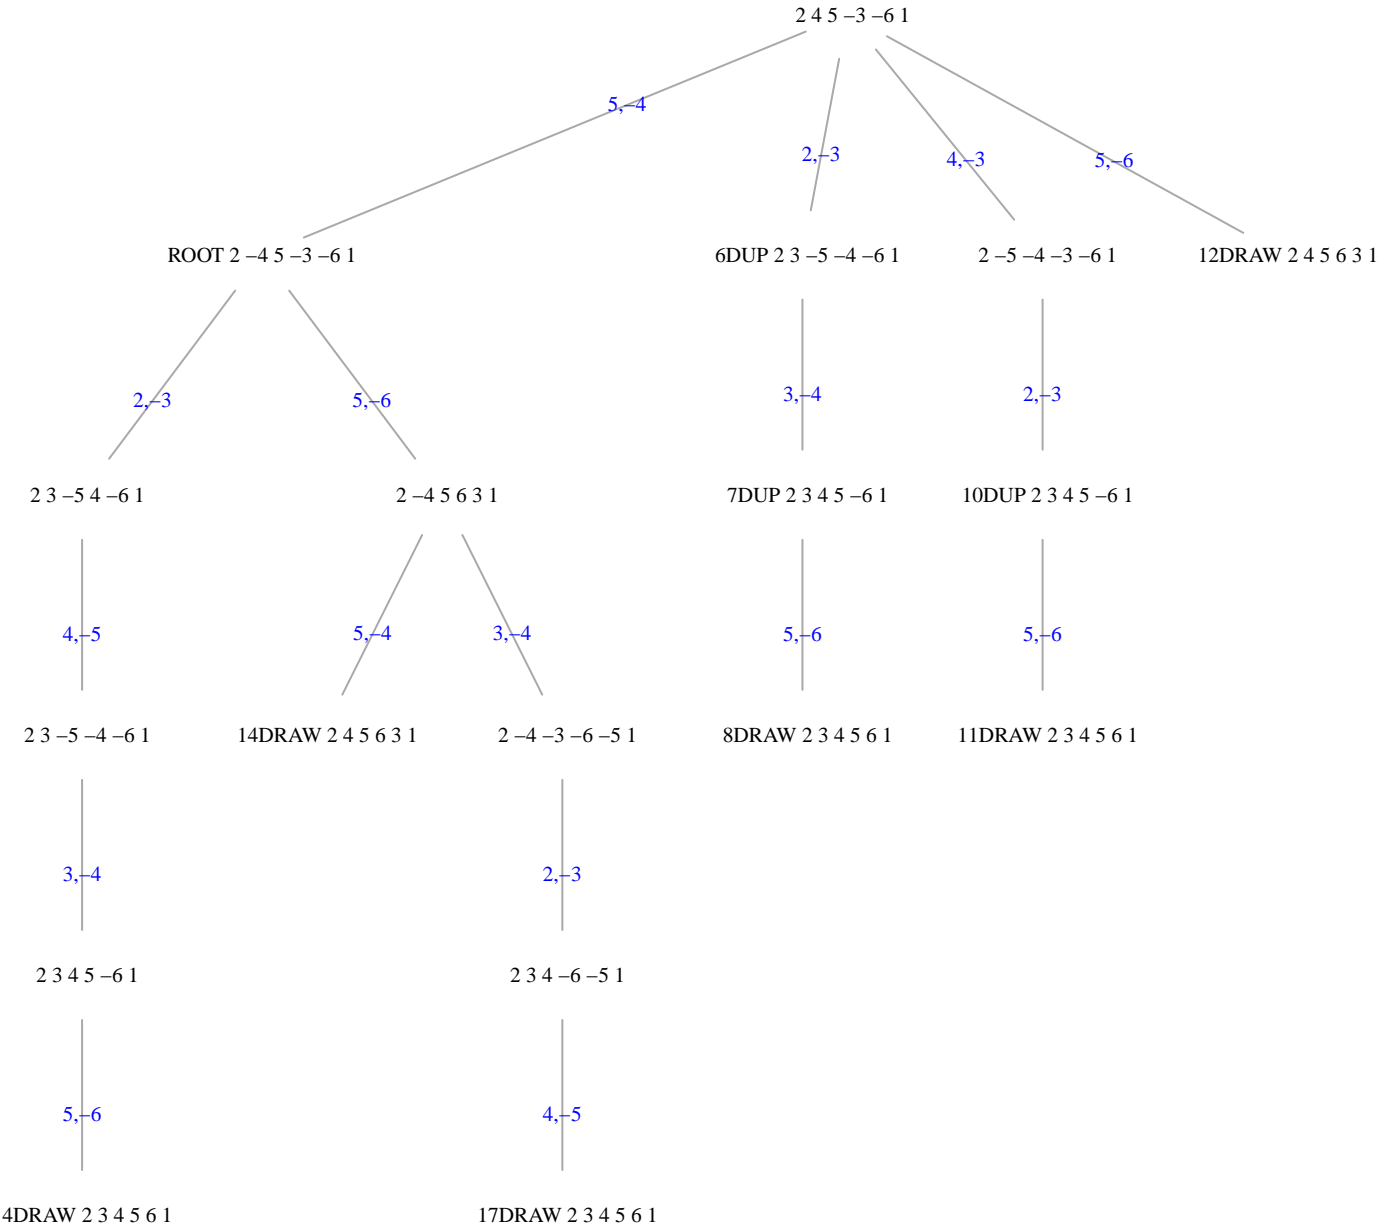 2 4 5 −3 −6 1
5,−4
2,−3
4,−3
5,−6
ROOT 2 −4 5 −3 −6 1
6DUP 2 3 −5 −4 −6 1
2 −5 −4 −3 −6 1
12DRAW 2 4 5 6 3 1
2,−3
5,−6
3,−4
2,−3
2 3 −5 4 −6 1
2 −4 5 6 3 1
7DUP 2 3 4 5 −6 1
10DUP 2 3 4 5 −6 1
4,−5
5,−4
3,−4
5,−6
5,−6
2 3 −5 −4 −6 1
14DRAW 2 4 5 6 3 1
2 −4 −3 −6 −5 1
8DRAW 2 3 4 5 6 1
11DRAW 2 3 4 5 6 1
3,−4
2,−3
2 3 4 5 −6 1
2 3 4 −6 −5 1
5,−6
4,−5
4DRAW 2 3 4 5 6 1
17DRAW 2 3 4 5 6 1